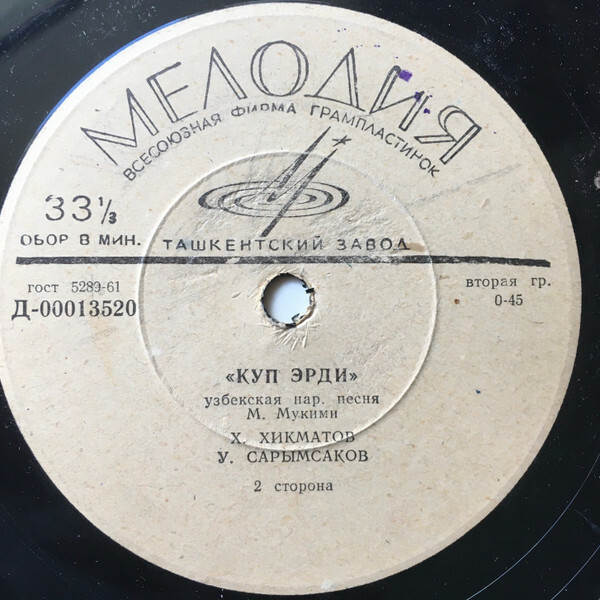 МЕЛОДИЯ
ВСЕСОЮЗНАЯ ФИРМА ГРАМПЛАСТИНОК
33⅓
ОБОР В МИН.
ТАШКЕНТСКИЙ ЗАВОД
гост 5289-61
Д-00013520
вторая гр.
0-45
«КУП ЭРДИ»
узбекская нар. песня
М. Мукими
Х. ХИКМАТОВ
У. САРЫМСАКОВ
2 сторона